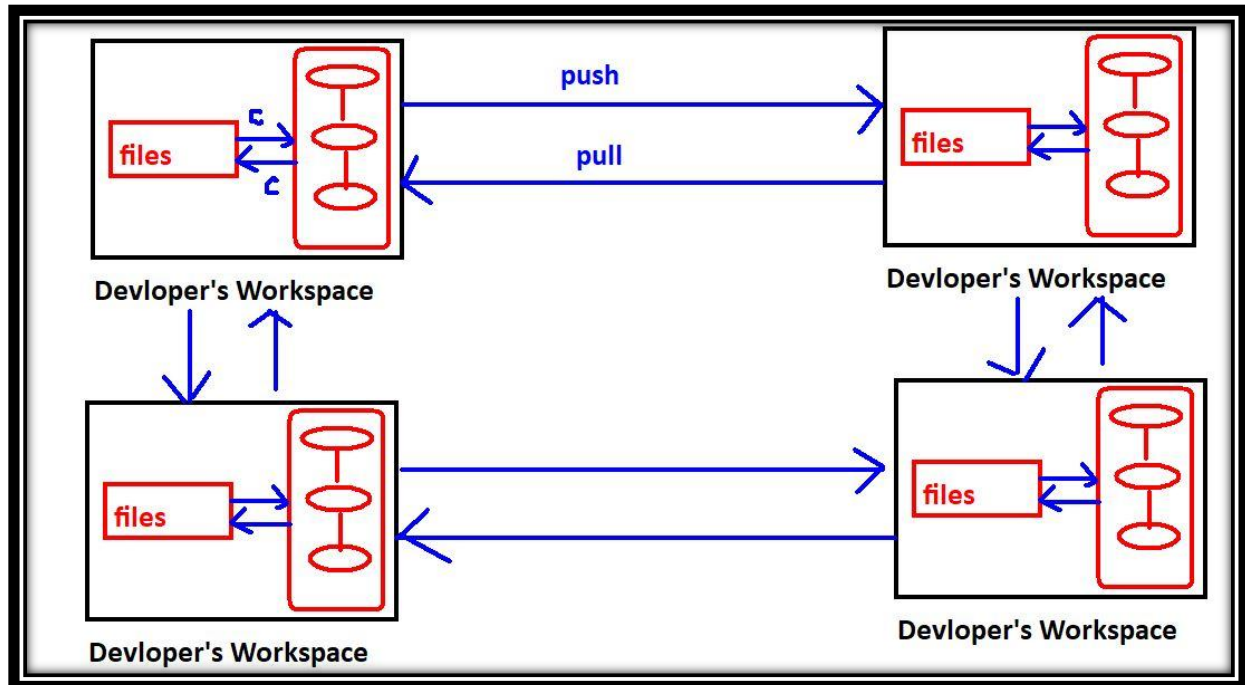 push
files
c
c
pull
files
Devloper's Workspace
Devloper's Workspace
files
files
Devloper's Workspace
Devloper's Workspace